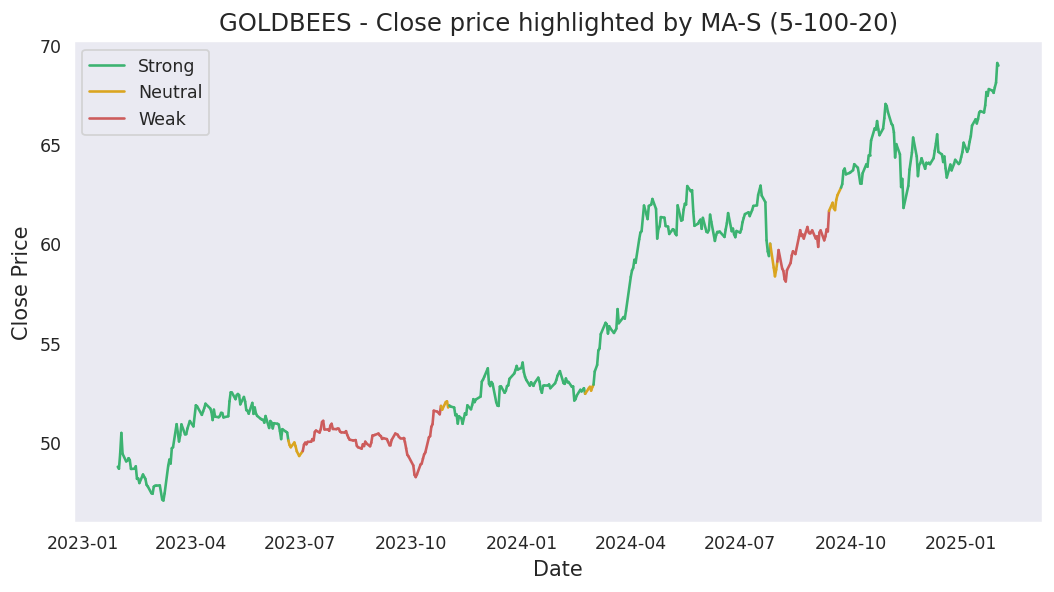 GOLDBEES - Close price highlighted by MA-S (5-100-20)
Strong
Neutral
Weak
70
65
60
55
50
Close Price
2023-01 2023-04 2023-07 2023-10 2024-01 2024-04 2024-07 2024-10 2025-01
Date